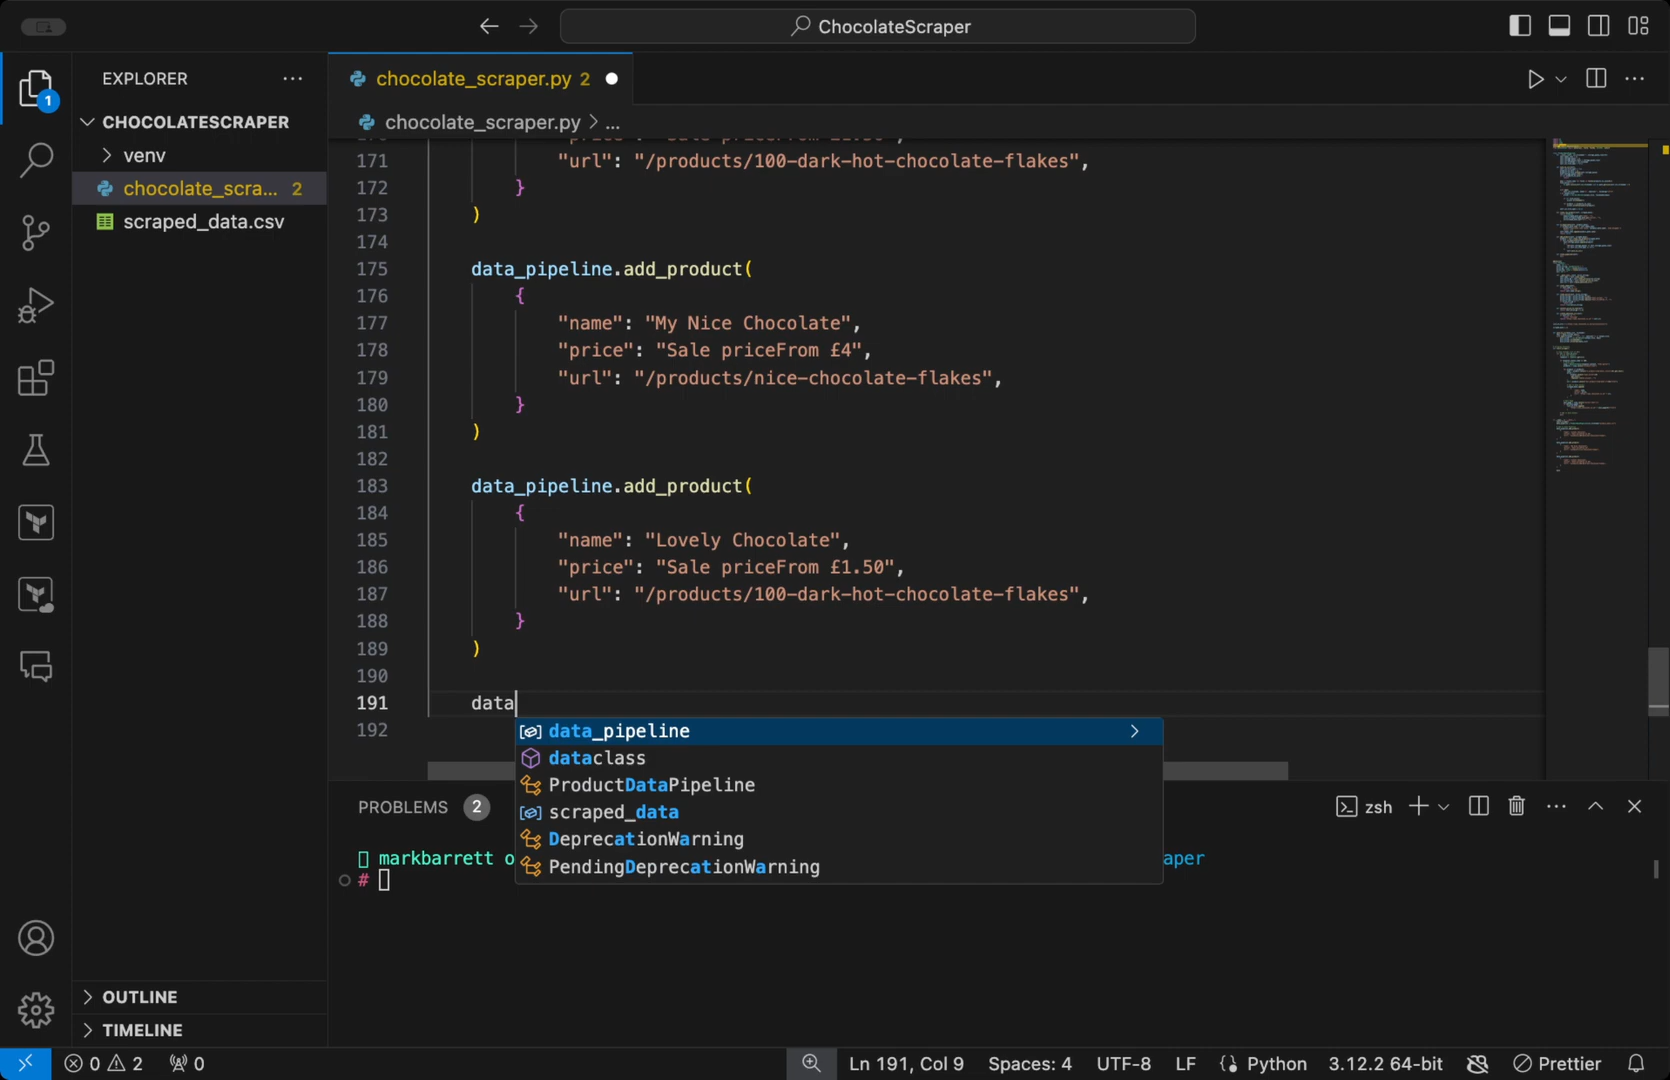 ChocolateScraper
EXPLORER
1
CHOCOLATESCRAPER
venv
chocolate_scra... 2
scraped_data.csv
OUTLINE
TIMELINE
chocolate_scraper.py 2
chocolate_scraper.py > ...
171 "url": "/products/100-dark-hot-chocolate-flakes",
172 }
173 )
174
175 data_pipeline.add_product(
176 {
177 "name": "My Nice Chocolate",
178 "price": "Sale priceFrom £4",
179 "url": "/products/nice-chocolate-flakes",
180 }
181 )
182
183 data_pipeline.add_product(
184 {
185 "name": "Lovely Chocolate",
186 "price": "Sale priceFrom £1.50",
187 "url": "/products/100-dark-hot-chocolate-flakes",
188 }
189 )
190
191 data
192
data_pipeline
dataclass
ProductDataPipeline
scraped_data
DeprecationWarning
PendingDeprecationWarning
PROBLEMS 2
zsh
markbarrett o
aper
#
0 2 0
Ln 191, Col 9 Spaces: 4 UTF-8 LF Python 3.12.2 64-bit Prettier